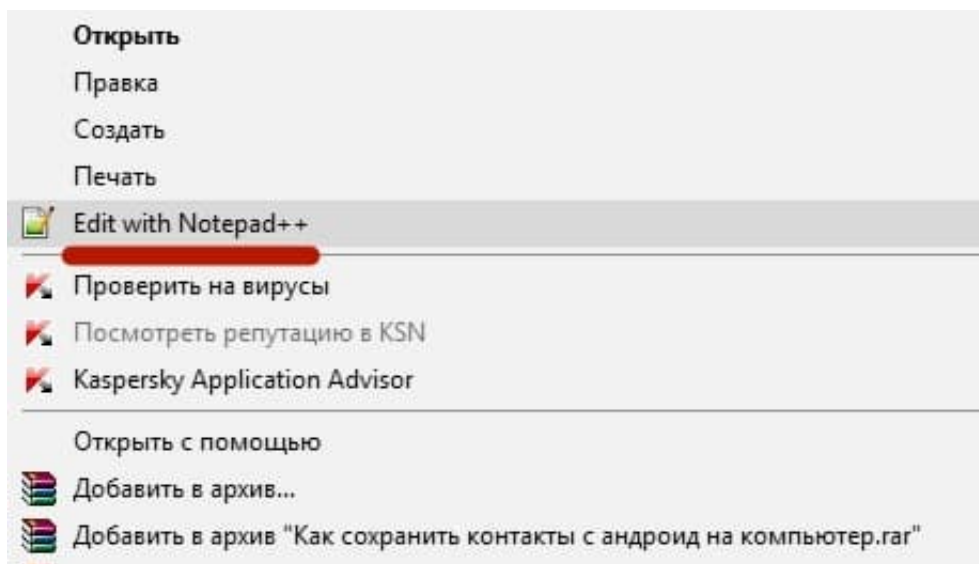 Открыть
Правка
Создать
Печать
Edit with Notepad++
Проверить на вирусы
Посмотреть репутацию в KSN
Kaspersky Application Advisor
Открыть с помощью
Добавить в архив...
Добавить в архив "Как сохранить контакты с андроид на компьютер.rar"